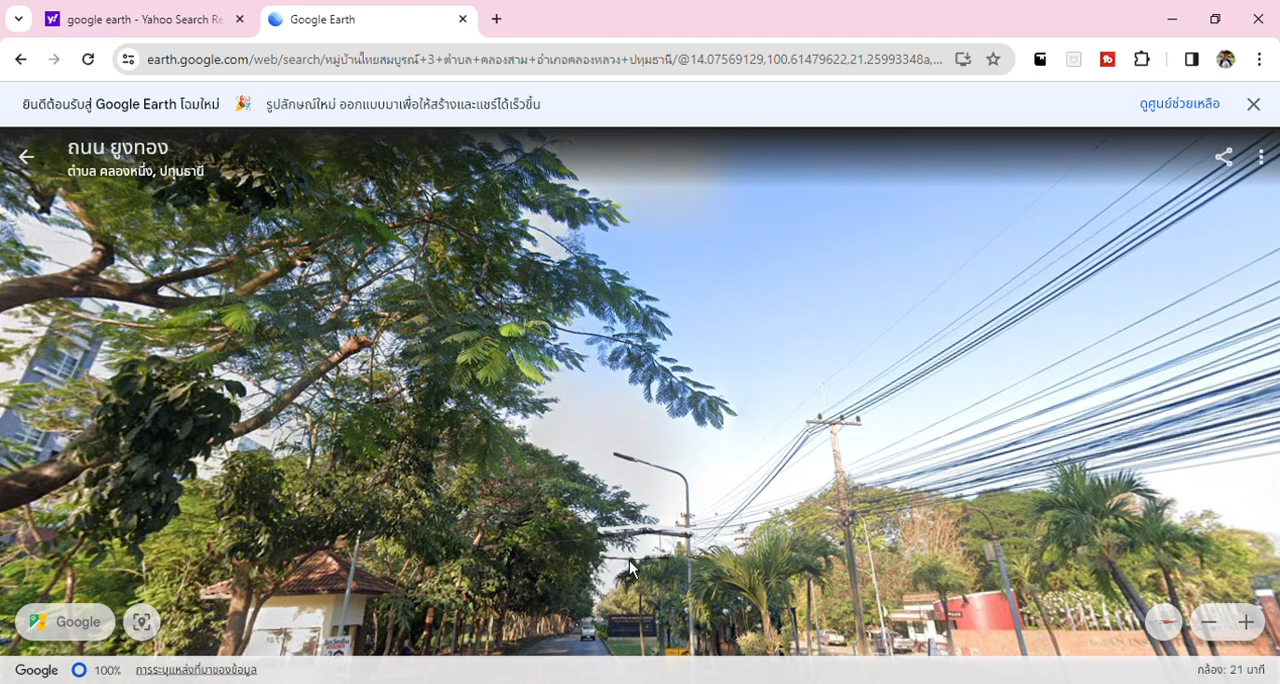 google earth - Yahoo Search Re
Google Earth
earth.google.com/web/search/หมู่บ้านไทยสมบูรณ์+3+ตำบล+คลองสาม+อำเภอคลองหลวง+ปทุมธานี/@14.07569129,100.61479622,21.25993348a,...
ยินดีต้อนรับสู่ Google Earth โฉมใหม่ รูปลักษณ์ใหม่ ออกแบบมาเพื่อให้สร้างและแชร์ได้เร็วขึ้น ดูศูนย์ช่วยเหลือ
ถนน ยูงทอง
ตำบล คลองหนึ่ง, ปทุมธานี
POLICE
Google
Google 100% การระบุแหล่งที่มาของข้อมูล กล้อง: 21 นาที